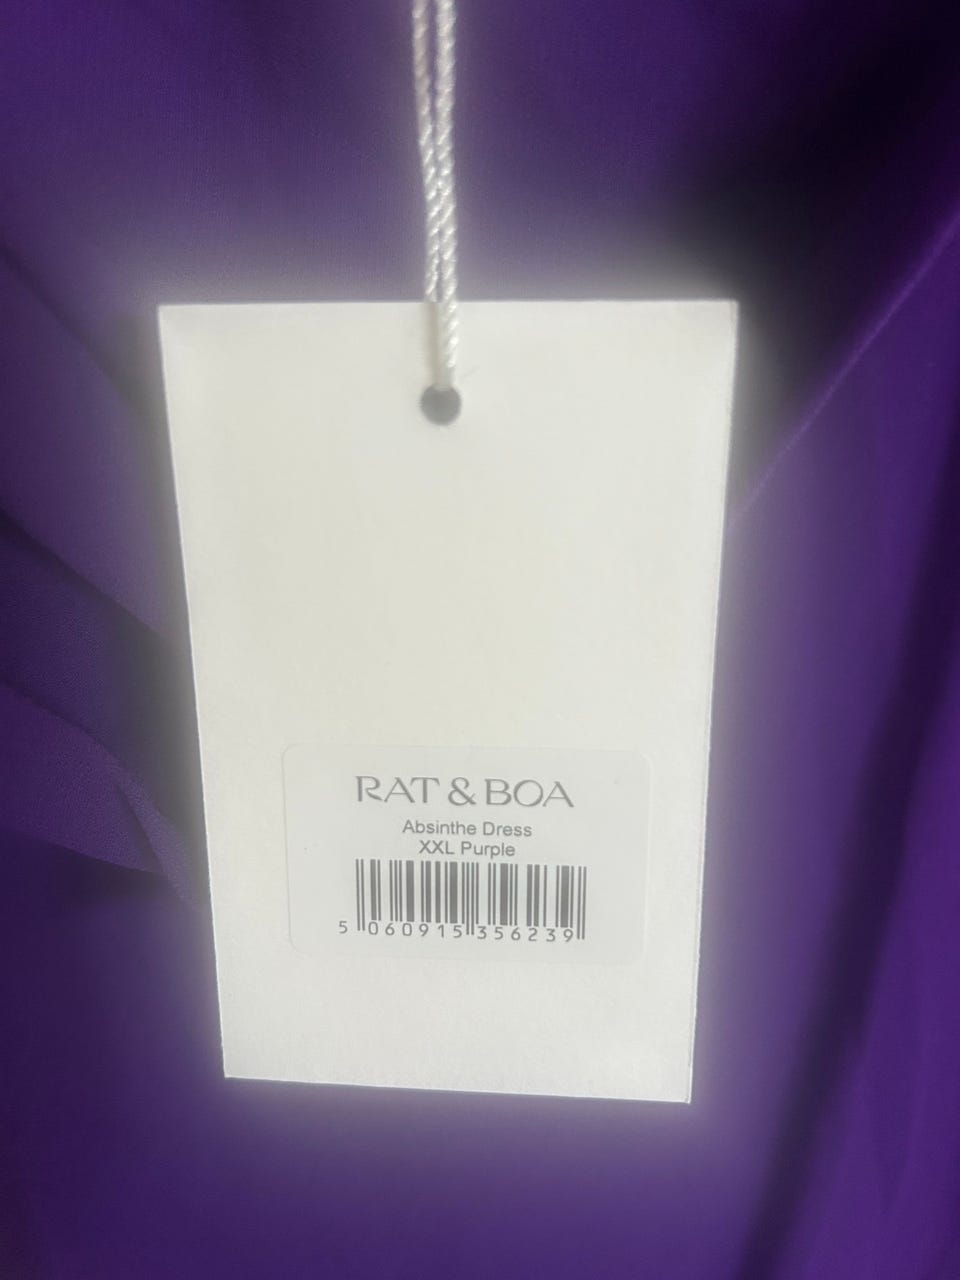 RAT & BOA
Absinthe Dress
XXL Purple
5 060915 356239